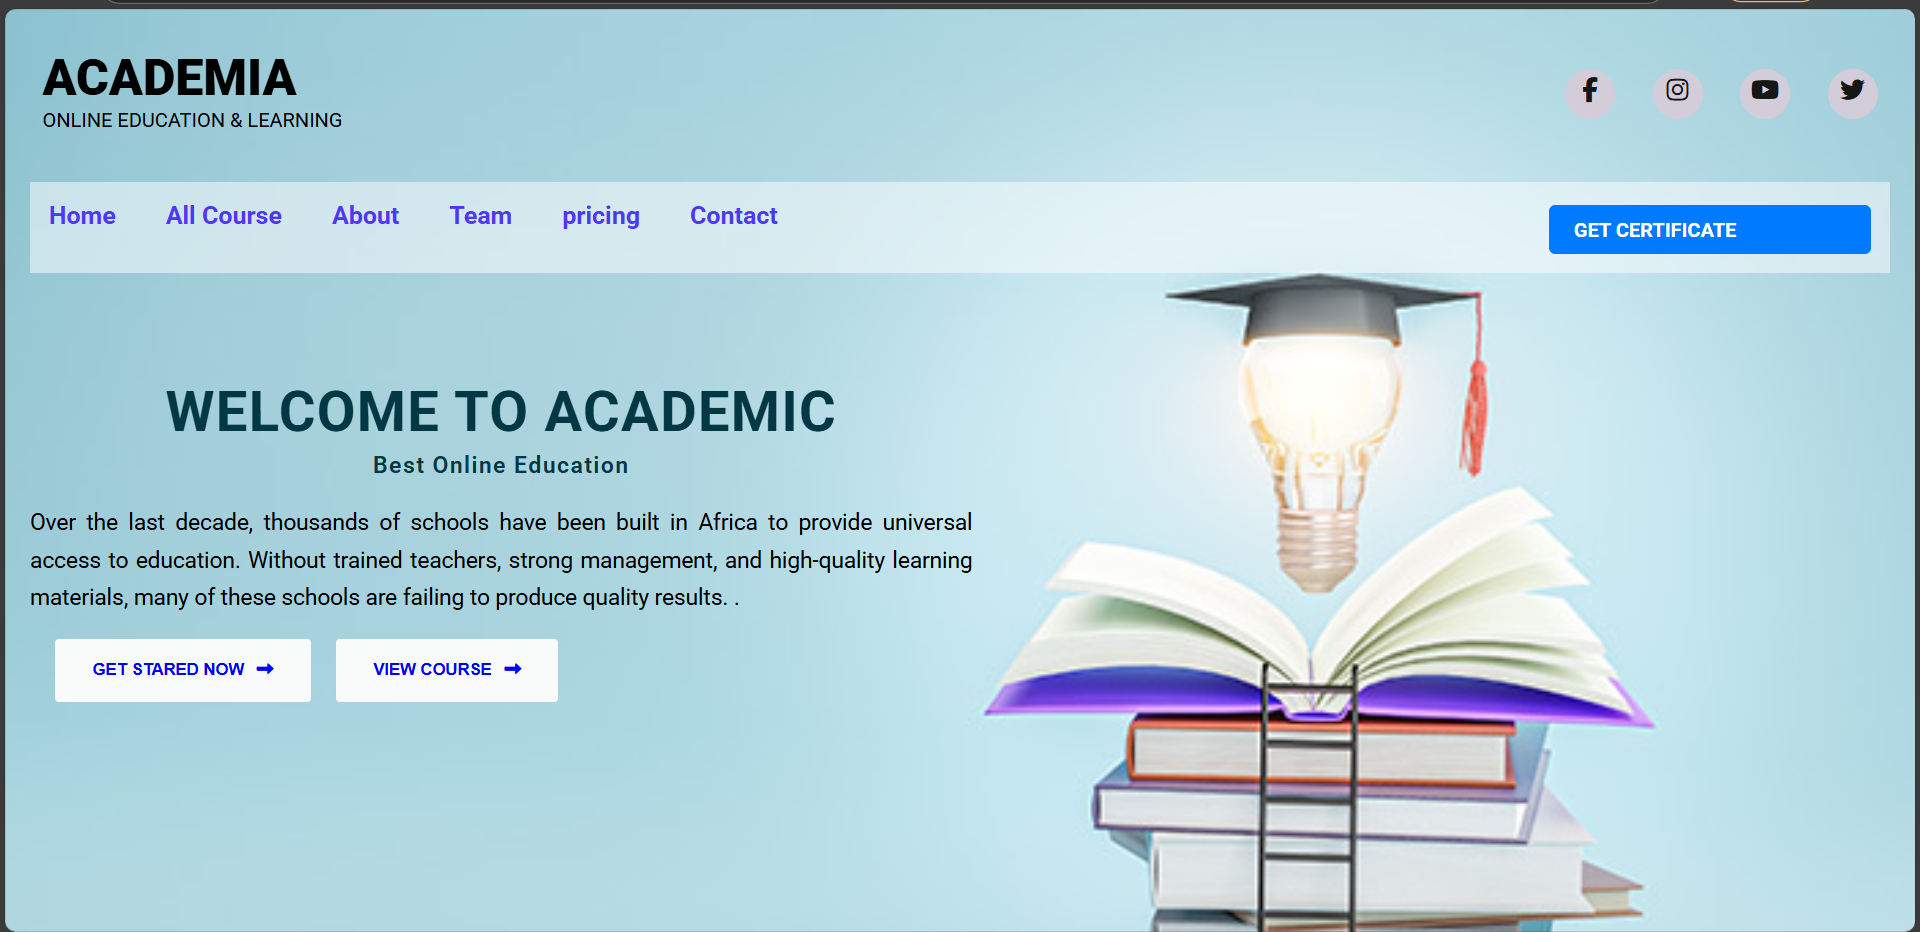 ACADEMIA
ONLINE EDUCATION & LEARNING
Home All Course About Team pricing Contact
GET CERTIFICATE
WELCOME TO ACADEMIC
Best Online Education
Over the last decade, thousands of schools have been built in Africa to provide universal
access to education. Without trained teachers, strong management, and high-quality learning
materials, many of these schools are failing to produce quality results. .
GET STARED NOW
VIEW COURSE